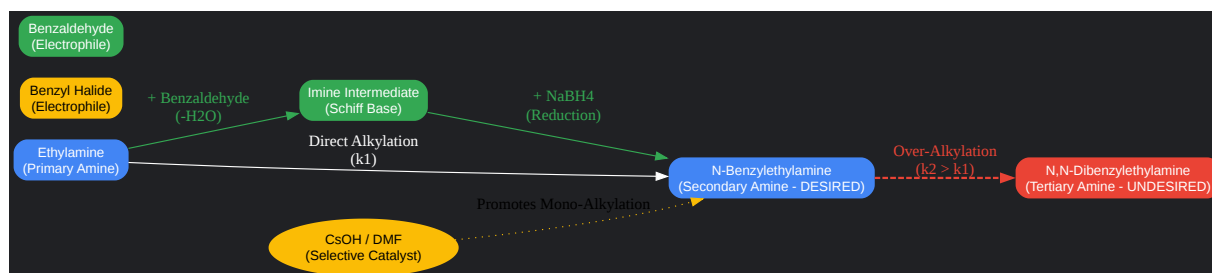 Benzaldehyde
(Electrophile)
Benzyl Halide
(Electrophile)
Ethylamine
(Primary Amine)
+ Benzaldehyde
(-H2O)
Imine Intermediate
(Schiff Base)
+ NaBH4
(Reduction)
Direct Alkylation
(k1)
N-Benzylethylamine
(Secondary Amine - DESIRED)
Over-Alkylation
(k2 > k1)
N,N-Dibenzylethylamine
(Tertiary Amine - UNDESIRED)
Promotes Mono-Alkylation
CsOH / DMF
(Selective Catalyst)